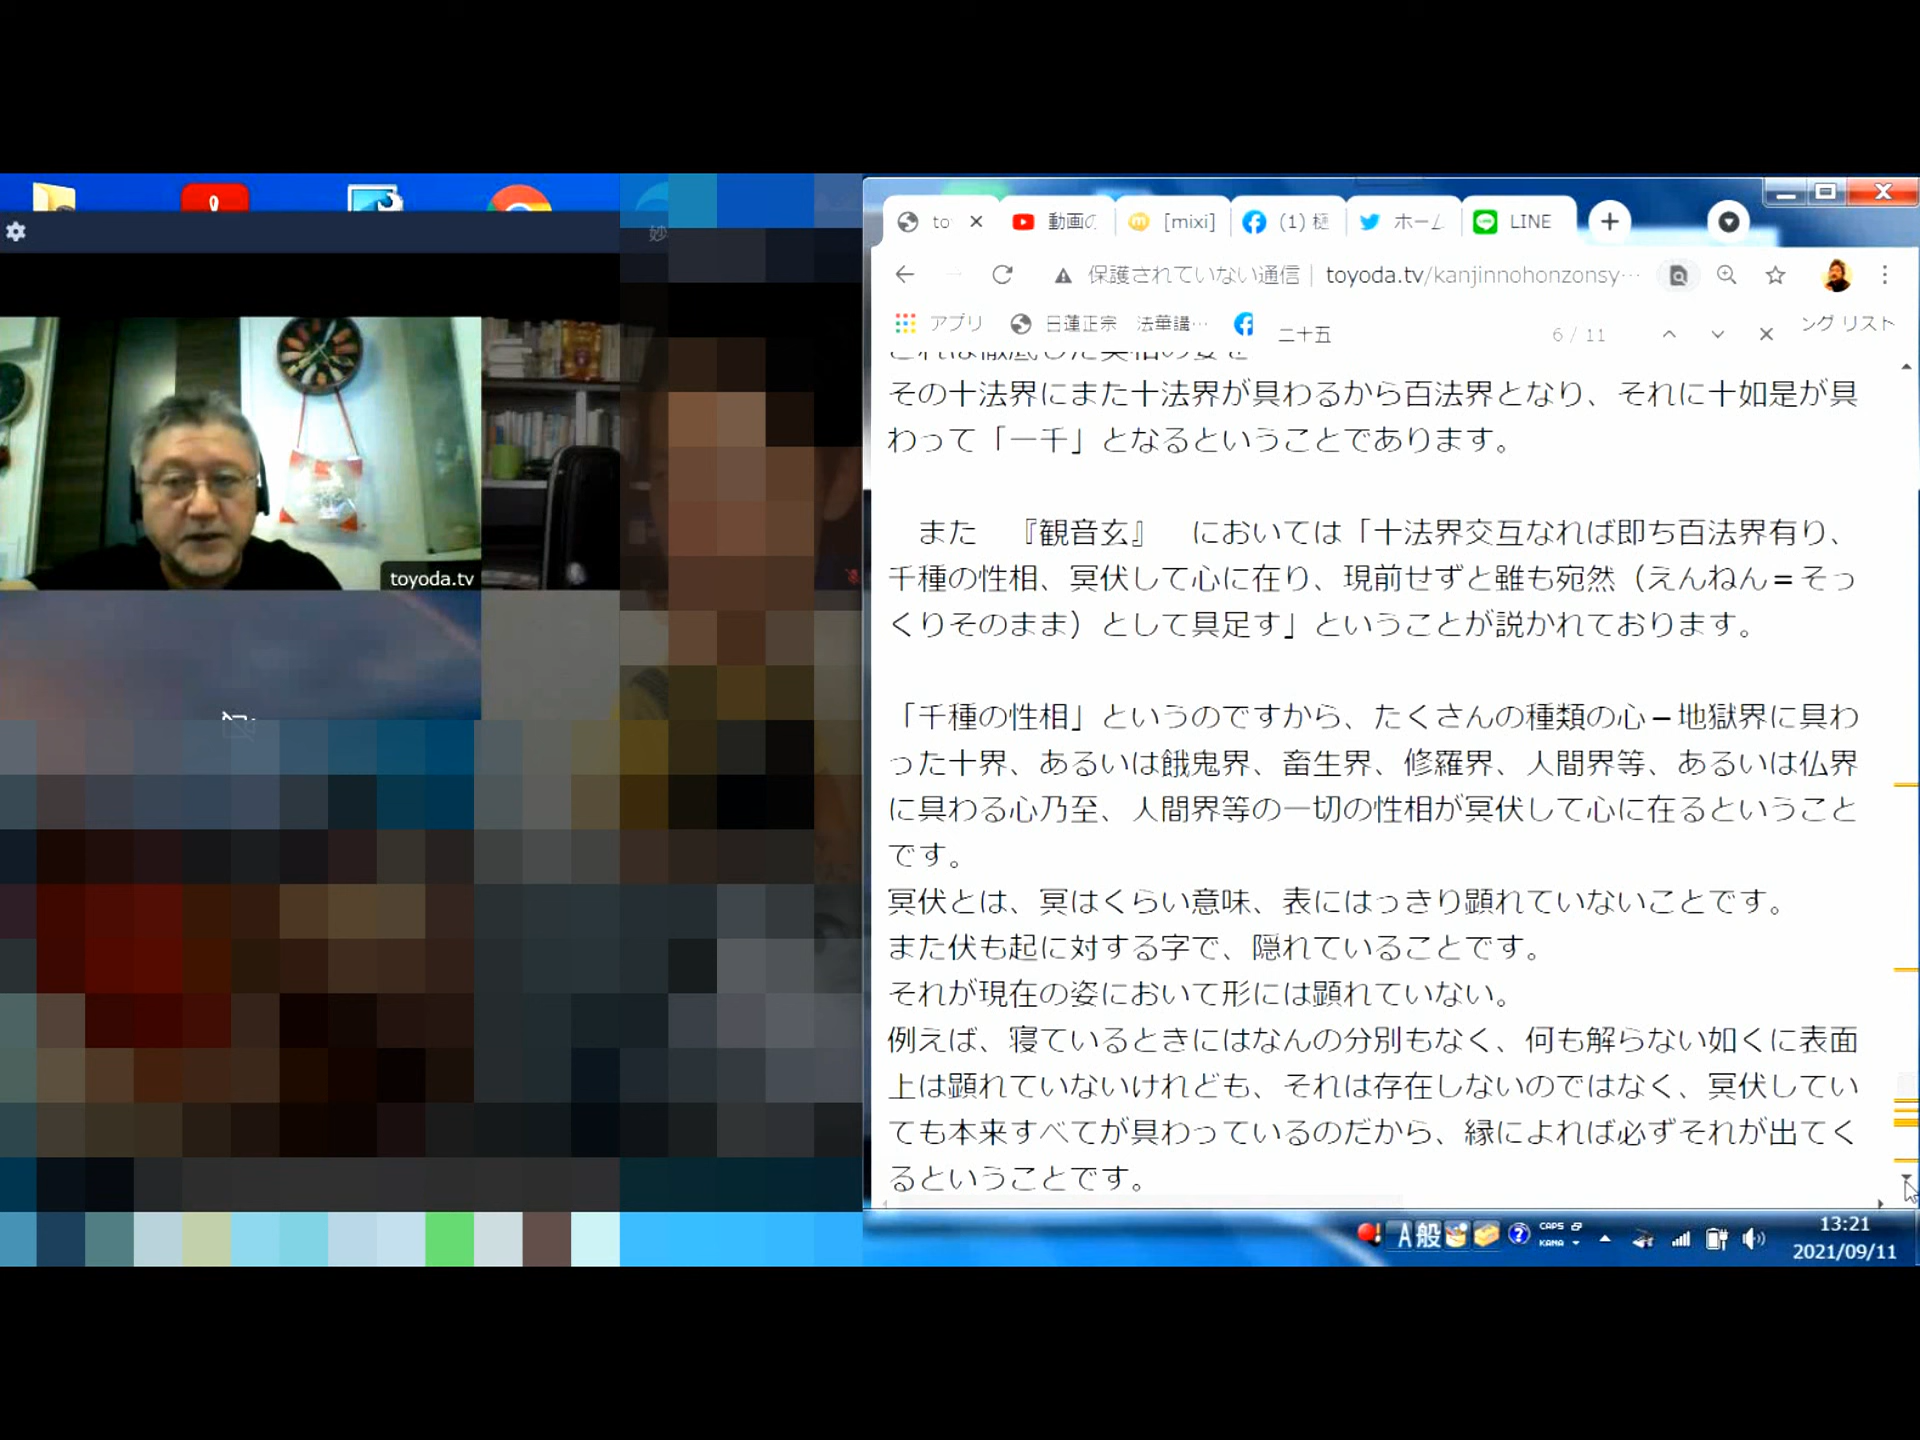 妙
toyoda.tv
to
動画の
[mixi]
(1) 樋
ホーム
LINE
保護されていない通信 | toyoda.tv/kanjinnohonzonsy…
アプリ
日蓮正宗 法華講…
二十五
6 / 11
ング リスト
その十法界にまた十法界が具わるから百法界となり、それに十如是が具
わって「一千」となるということであります。
また 『観音玄』 においては「十法界交互なれば即ち百法界有り、
千種の性相、冥伏して心に在り、現前せずと雖も宛然（えんねん＝そっ
くりそのまま）として具足す」ということが説かれております。
「千種の性相」というのですから、たくさんの種類の心－地獄界に具わ
った十界、あるいは餓鬼界、畜生界、修羅界、人間界等、あるいは仏界
に具わる心乃至、人間界等の一切の性相が冥伏して心に在るということ
です。
冥伏とは、冥はくらい意味、表にはっきり顕れていないことです。
また伏も起に対する字で、隠れていることです。
それが現在の姿において形には顕れていない。
例えば、寝ているときにはなんの分別もなく、何も解らない如くに表面
上は顕れていないけれども、それは存在しないのではなく、冥伏してい
ても本来すべてが具わっているのだから、縁によれば必ずそれが出てく
るということです。
A般
CAPS
KANA
13:21
2021/09/11